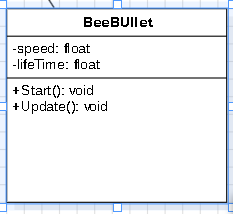 BeeBUllet
-speed: float
-lifeTime: float
+Start(): void
+Update(): void